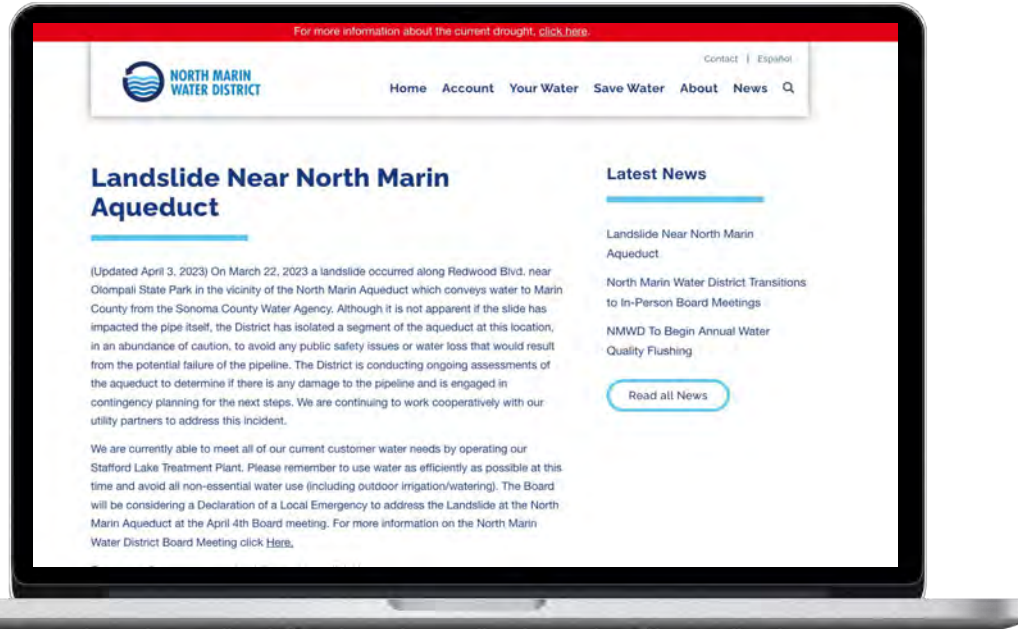 For more information about the current drought, click here.
Contact | Español
NORTH MARIN
WATER DISTRICT
Home Account Your Water Save Water About News
Landslide Near North Marin
Aqueduct
(Updated April 3, 2023) On March 22, 2023 a landslide occurred along Redwood Blvd. near
Olompali State Park in the vicinity of the North Marin Aqueduct which conveys water to Marin
County from the Sonoma County Water Agency. Although it is not apparent if the slide has
impacted the pipe itself, the District has isolated a segment of the aqueduct at this location,
in an abundance of caution, to avoid any public safety issues or water loss that would result
from the potential failure of the pipeline. The District is conducting ongoing assessments of
the aqueduct to determine if there is any damage to the pipeline and is engaged in
contingency planning for the next steps. We are continuing to work cooperatively with our
utility partners to address this incident.
We are currently able to meet all of our current customer water needs by operating our
Stafford Lake Treatment Plant. Please remember to use water as efficiently as possible at this
time and avoid all non-essential water use (including outdoor irrigation/watering). The Board
will be considering a Declaration of a Local Emergency to address the Landslide at the North
Marin Aqueduct at the April 4th Board meeting. For more information on the North Marin
Water District Board Meeting click Here.
Latest News
Landslide Near North Marin
Aqueduct
North Marin Water District Transitions
to In-Person Board Meetings
NMWD To Begin Annual Water
Quality Flushing
Read all News